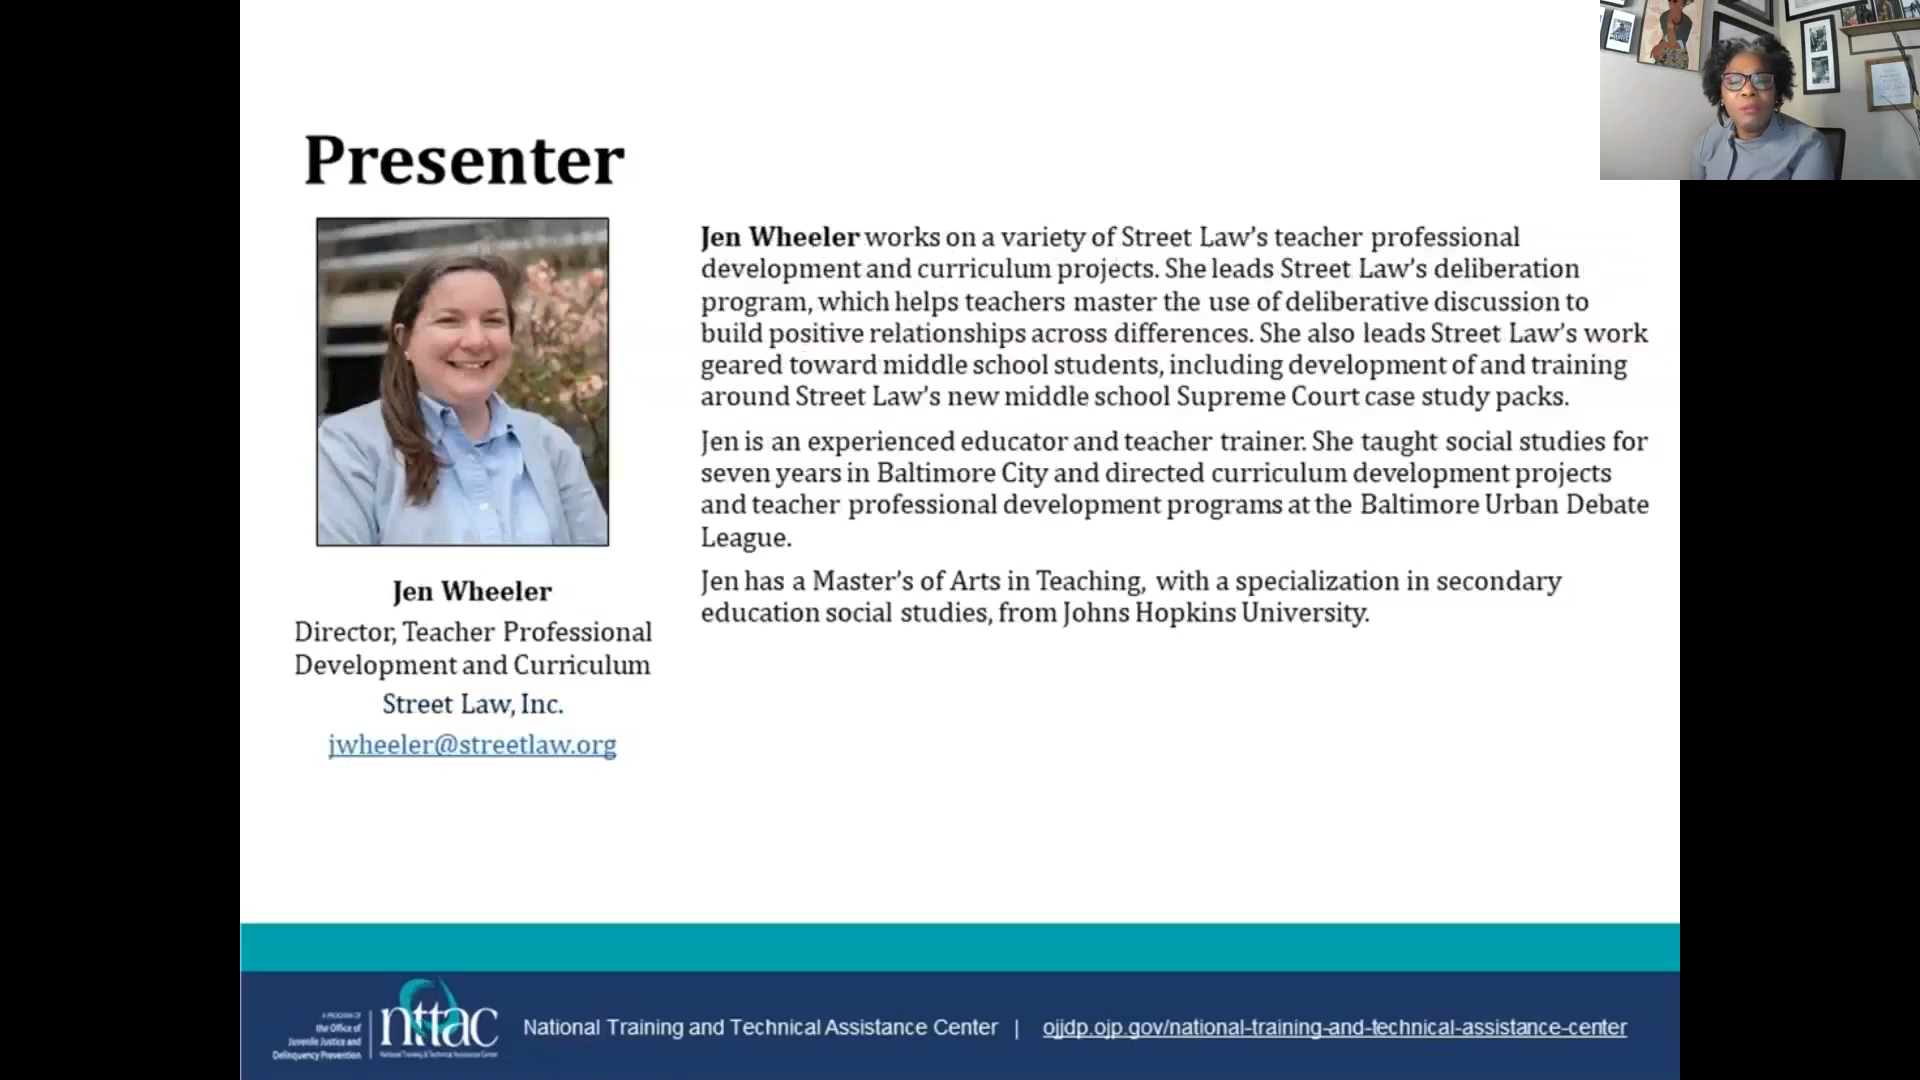 Presenter
Jen Wheeler
Director, Teacher Professional
Development and Curriculum
Street Law, Inc.
jwheeler@streetlaw.org
Jen Wheeler works on a variety of Street Law’s teacher professional
development and curriculum projects. She leads Street Law’s deliberation
program, which helps teachers master the use of deliberative discussion to
build positive relationships across differences. She also leads Street Law’s work
geared toward middle school students, including development of and training
around Street Law’s new middle school Supreme Court case study packs.
Jen is an experienced educator and teacher trainer. She taught social studies for
seven years in Baltimore City and directed curriculum development projects
and teacher professional development programs at the Baltimore Urban Debate
League.
Jen has a Master’s of Arts in Teaching, with a specialization in secondary
education social studies, from Johns Hopkins University.
A PROGRAM OF
the Office of
Juvenile Justice and
Delinquency Prevention
nttac
National Training & Technical Assistance Center
National Training and Technical Assistance Center | ojjdp.ojp.gov/national-training-and-technical-assistance-center